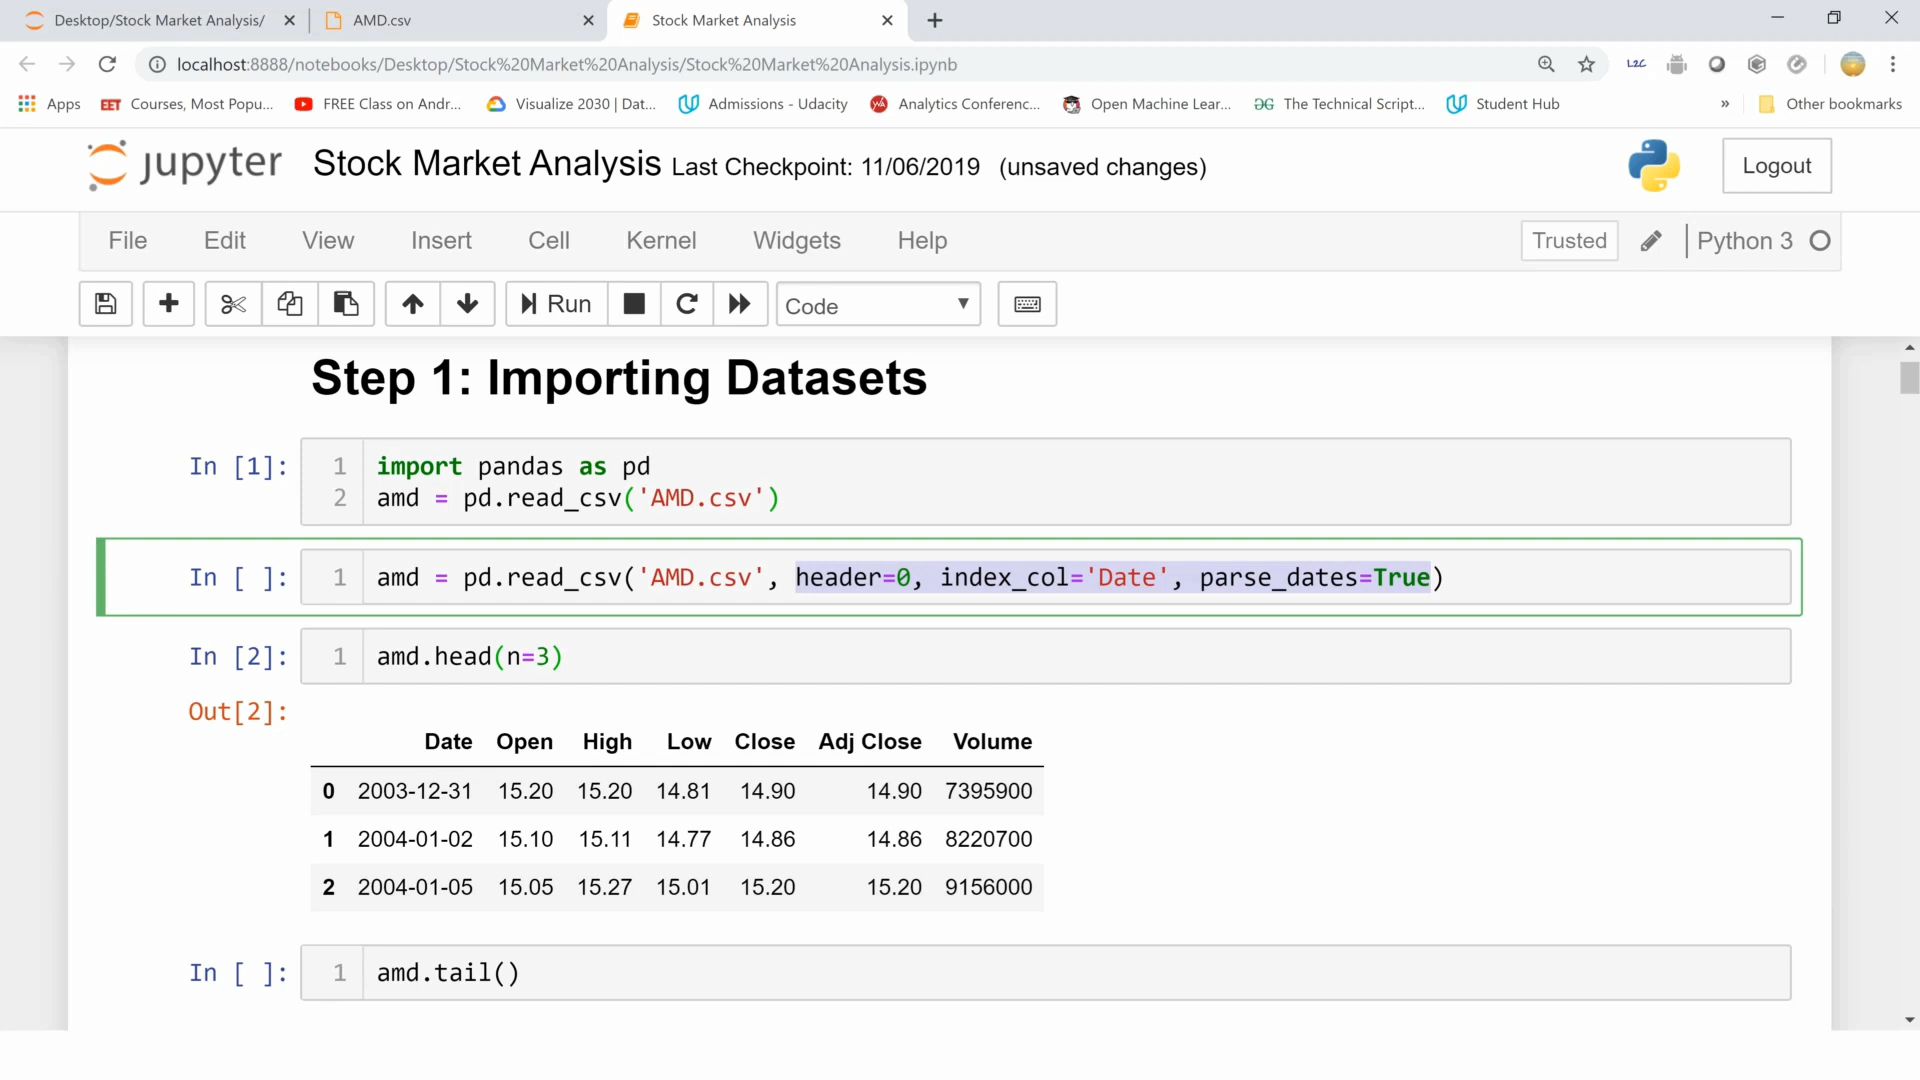 Desktop/Stock Market Analysis/
AMD.csv
Stock Market Analysis
localhost:8888/notebooks/Desktop/Stock%20Market%20Analysis/Stock%20Market%20Analysis.ipynb
L2C
Apps
EET Courses, Most Popu...
FREE Class on Andr...
Visualize 2030 | Dat...
Admissions - Udacity
Analytics Conferenc...
Open Machine Lear...
The Technical Script...
Student Hub
»
Other bookmarks
jupyter Stock Market Analysis Last Checkpoint: 11/06/2019 (unsaved changes)
Logout
File Edit View Insert Cell Kernel Widgets Help
Trusted
Python 3
Run
Code
Step 1: Importing Datasets
In [1]: 1 import pandas as pd
2 amd = pd.read_csv('AMD.csv')
In [ ]: 1 amd = pd.read_csv('AMD.csv', header=0, index_col='Date', parse_dates=True)
In [2]: 1 amd.head(n=3)
Out[2]:
Date Open High Low Close Adj Close Volume
0 2003-12-31 15.20 15.20 14.81 14.90 14.90 7395900
1 2004-01-02 15.10 15.11 14.77 14.86 14.86 8220700
2 2004-01-05 15.05 15.27 15.01 15.20 15.20 9156000
In [ ]: 1 amd.tail()